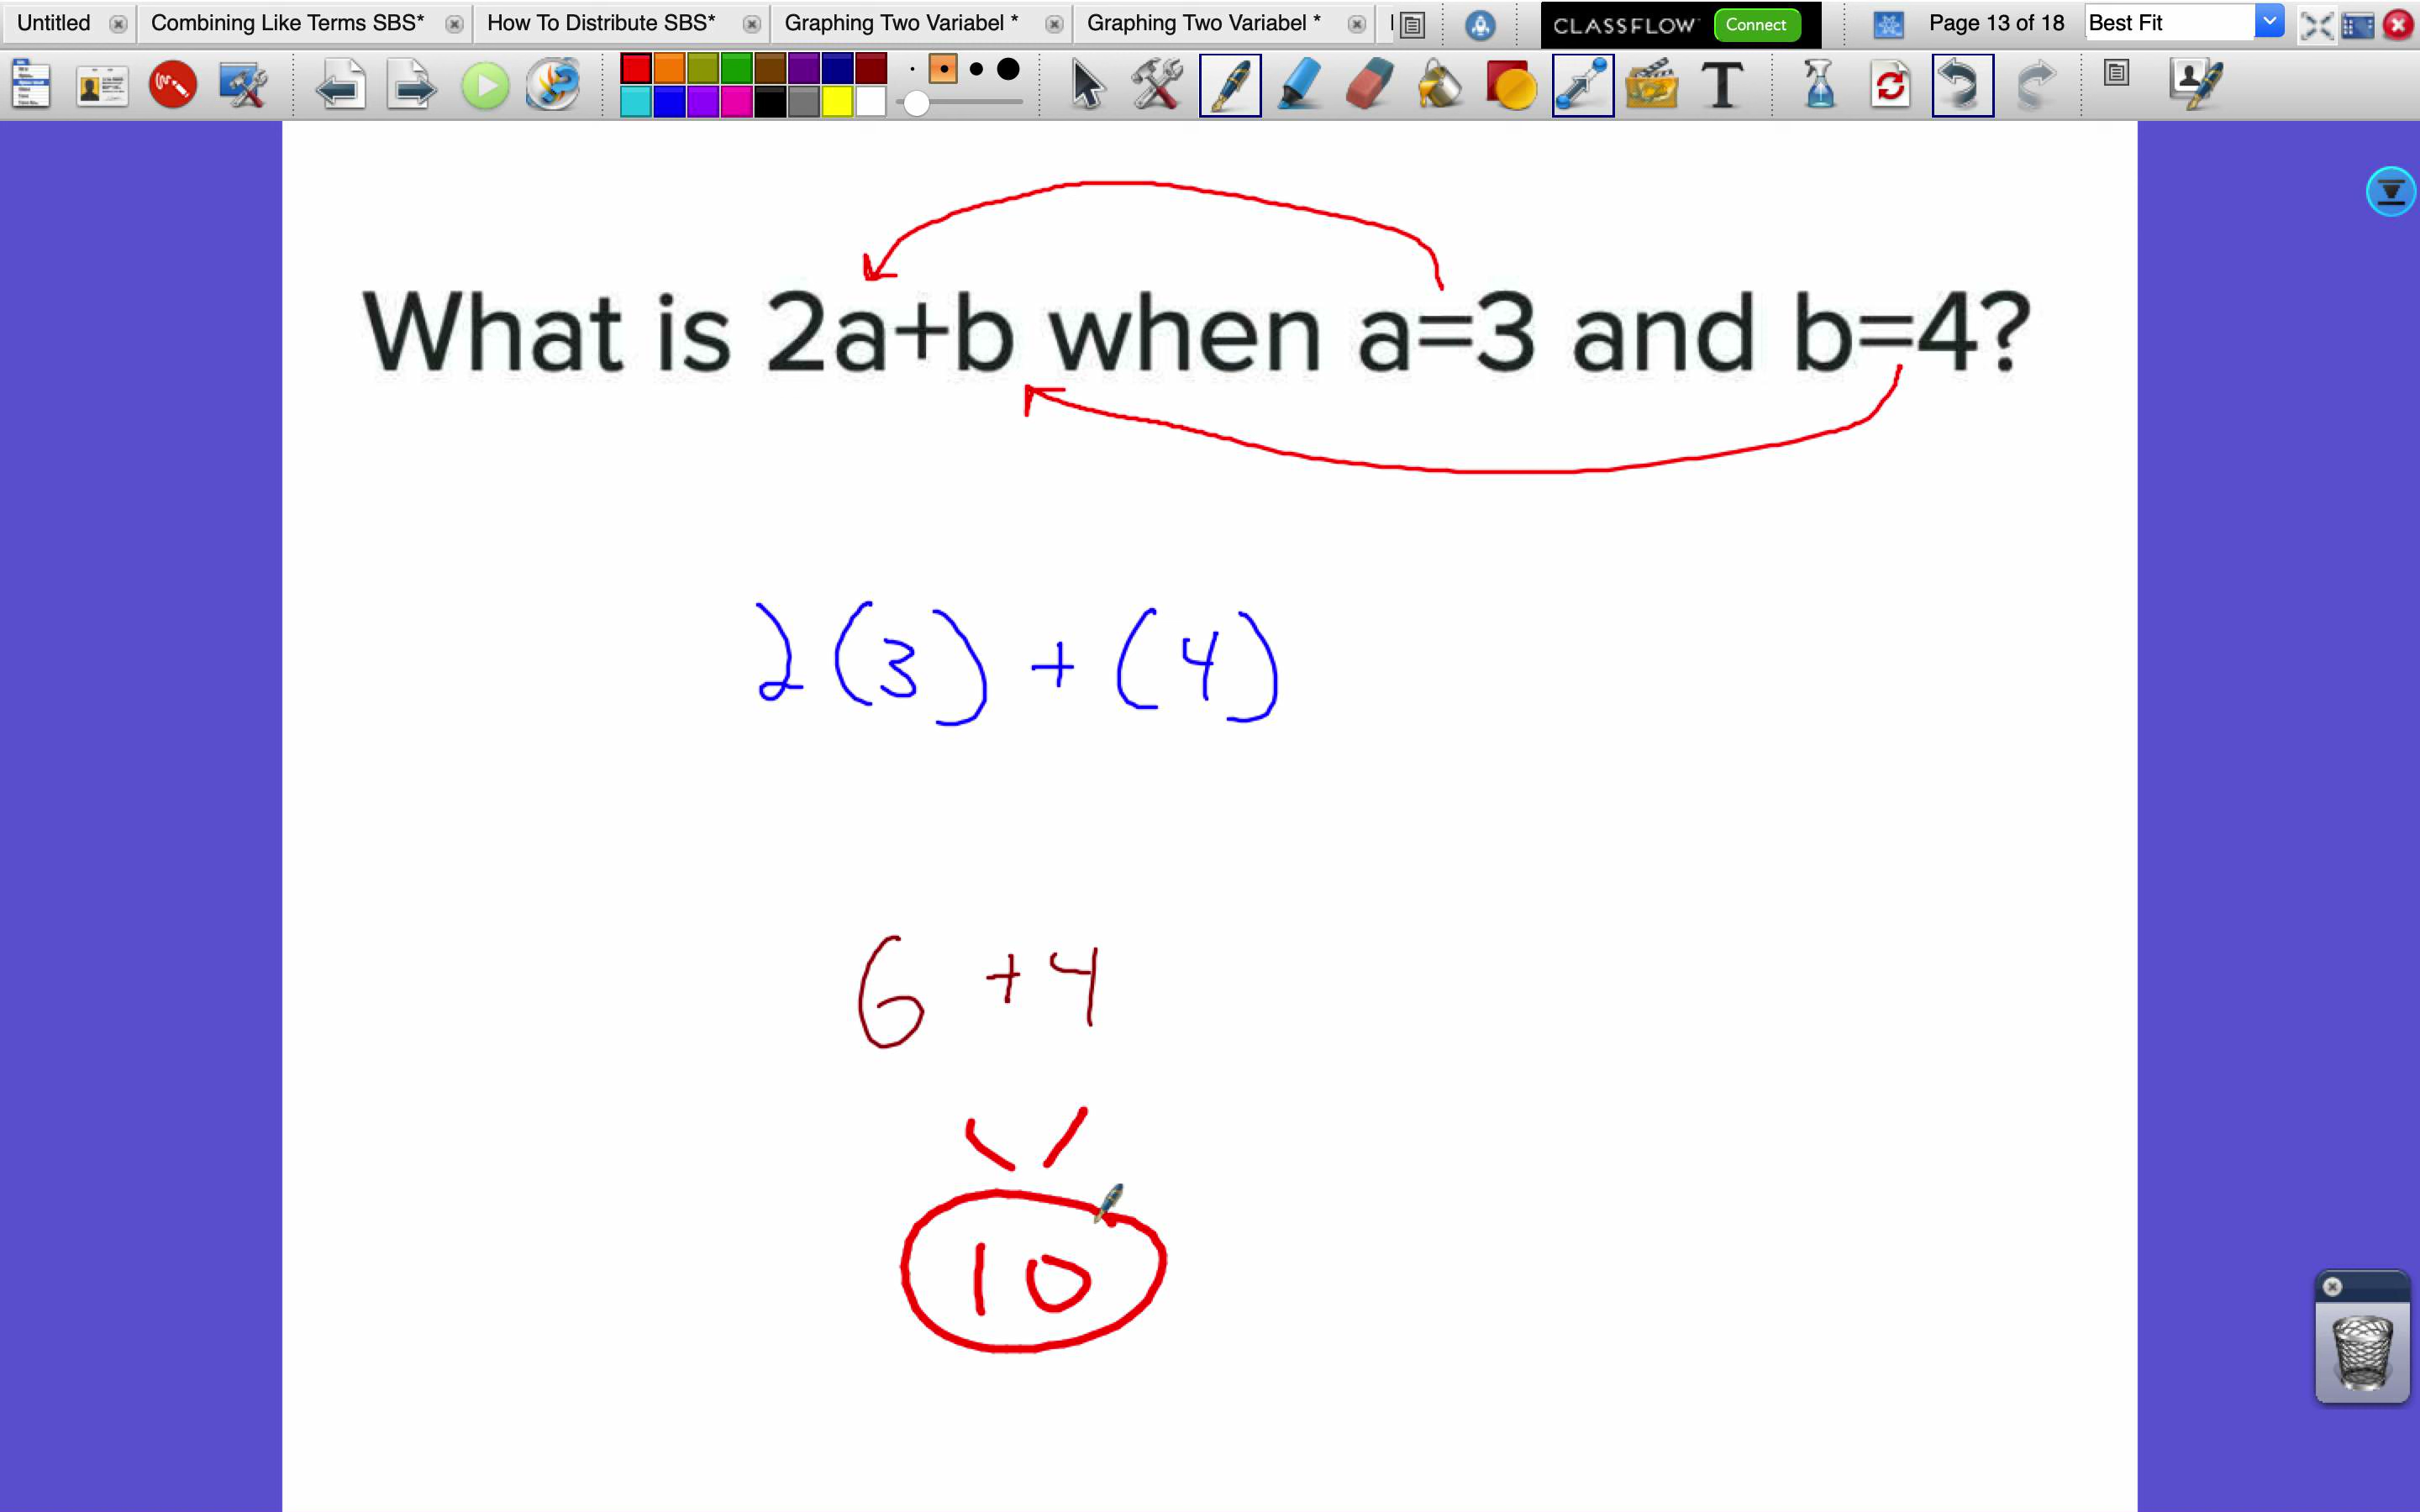 Untitled Combining Like Terms SBS* How To Distribute SBS* Graphing Two Variabel * Graphing Two Variabel * CLASSFLOW Connect Page 13 of 18 Best Fit
What is 2a+b when a=3 and b=4?
2(3) + (4)
6 + 4
10